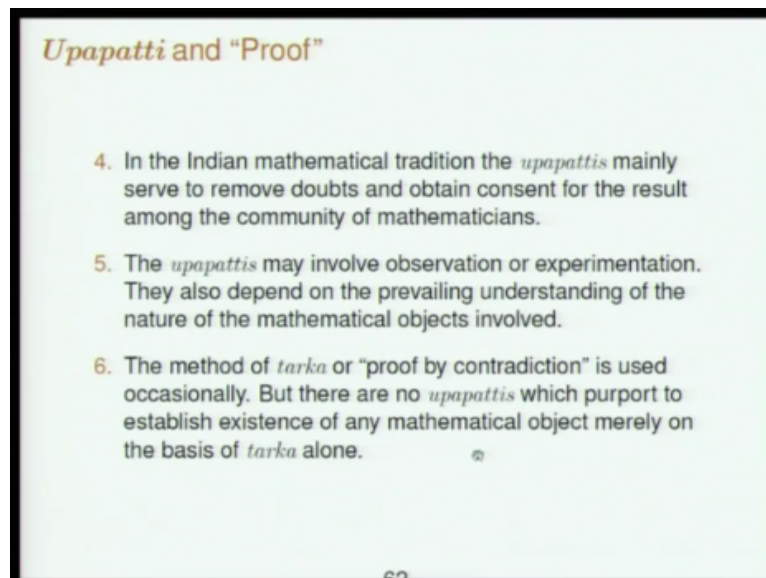 Upapatti and “Proof”
4. In the Indian mathematical tradition the upapattis mainly
serve to remove doubts and obtain consent for the result
among the community of mathematicians.
5. The upapattis may involve observation or experimentation.
They also depend on the prevailing understanding of the
nature of the mathematical objects involved.
6. The method of tarka or “proof by contradiction” is used
occasionally. But there are no upapattis which purport to
establish existence of any mathematical object merely on
the basis of tarka alone.